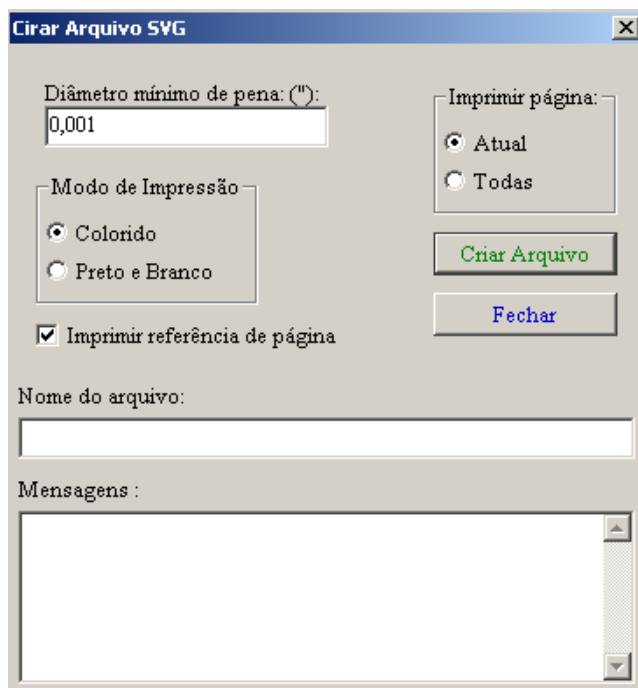 Cirar Arquivo SVG
Diâmetro mínimo de pena: ("):
0,001
Imprimir página:
Atual
Todas
Modo de Impressão
Colorido
Preto e Branco
Criar Arquivo
Fechar
Imprimir referência de página
Nome do arquivo:
Mensagens :